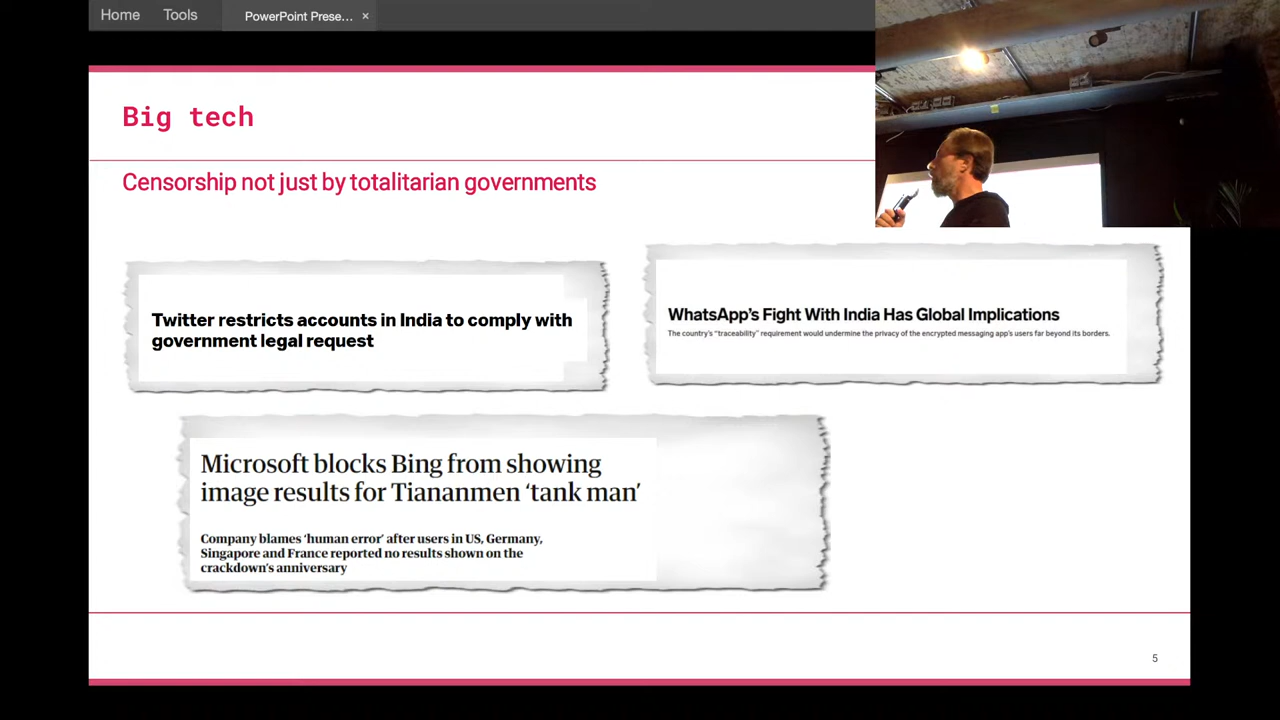 Home Tools PowerPoint Prese... ×
Big tech
Censorship not just by totalitarian governments
Twitter restricts accounts in India to comply with
government legal request
WhatsApp's Fight With India Has Global Implications
The country's "traceability" requirement would undermine the privacy of the encrypted messaging app's users far beyond its borders.
Microsoft blocks Bing from showing
image results for Tiananmen ‘tank man’
Company blames ‘human error’ after users in US, Germany,
Singapore and France reported no results shown on the
crackdown's anniversary
5